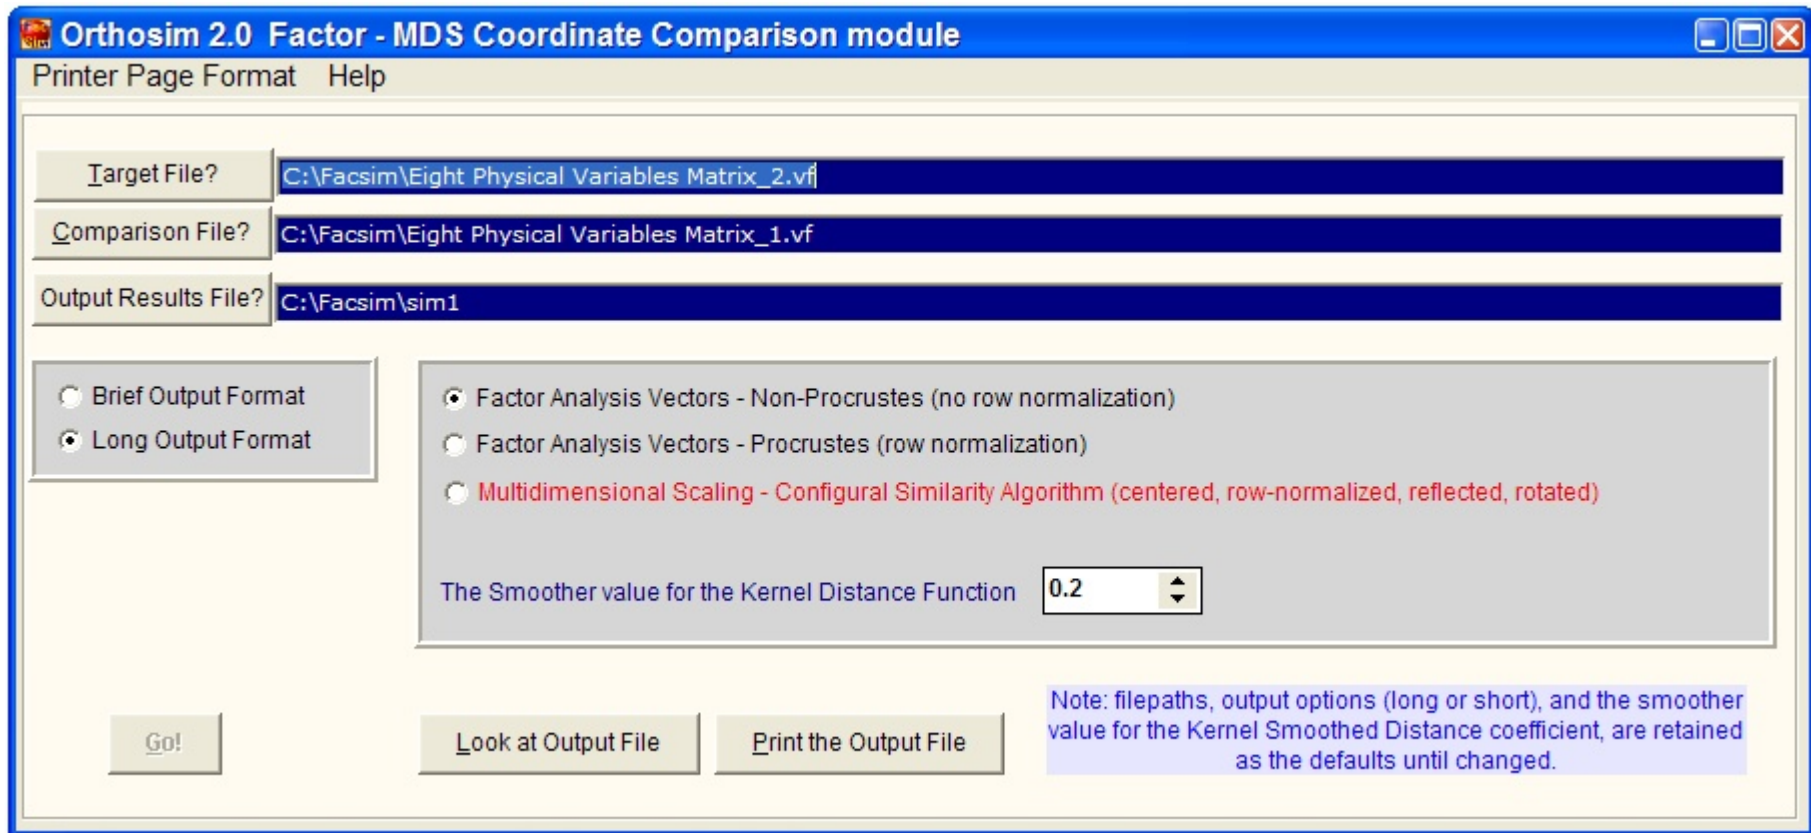 Orthosim 2.0 Factor - MDS Coordinate Comparison module
Printer Page Format Help
Target File? C:\Facsim\Eight Physical Variables Matrix_2.vf
Comparison File? C:\Facsim\Eight Physical Variables Matrix_1.vf
Output Results File? C:\Facsim\sim1
Brief Output Format
Long Output Format
Factor Analysis Vectors - Non-Procrustes (no row normalization)
Factor Analysis Vectors - Procrustes (row normalization)
Multidimensional Scaling - Configural Similarity Algorithm (centered, row-normalized, reflected, rotated)
The Smoother value for the Kernel Distance Function 0.2
Go! Look at Output File Print the Output File
Note: filepaths, output options (long or short), and the smoother
value for the Kernel Smoothed Distance coefficient, are retained
as the defaults until changed.